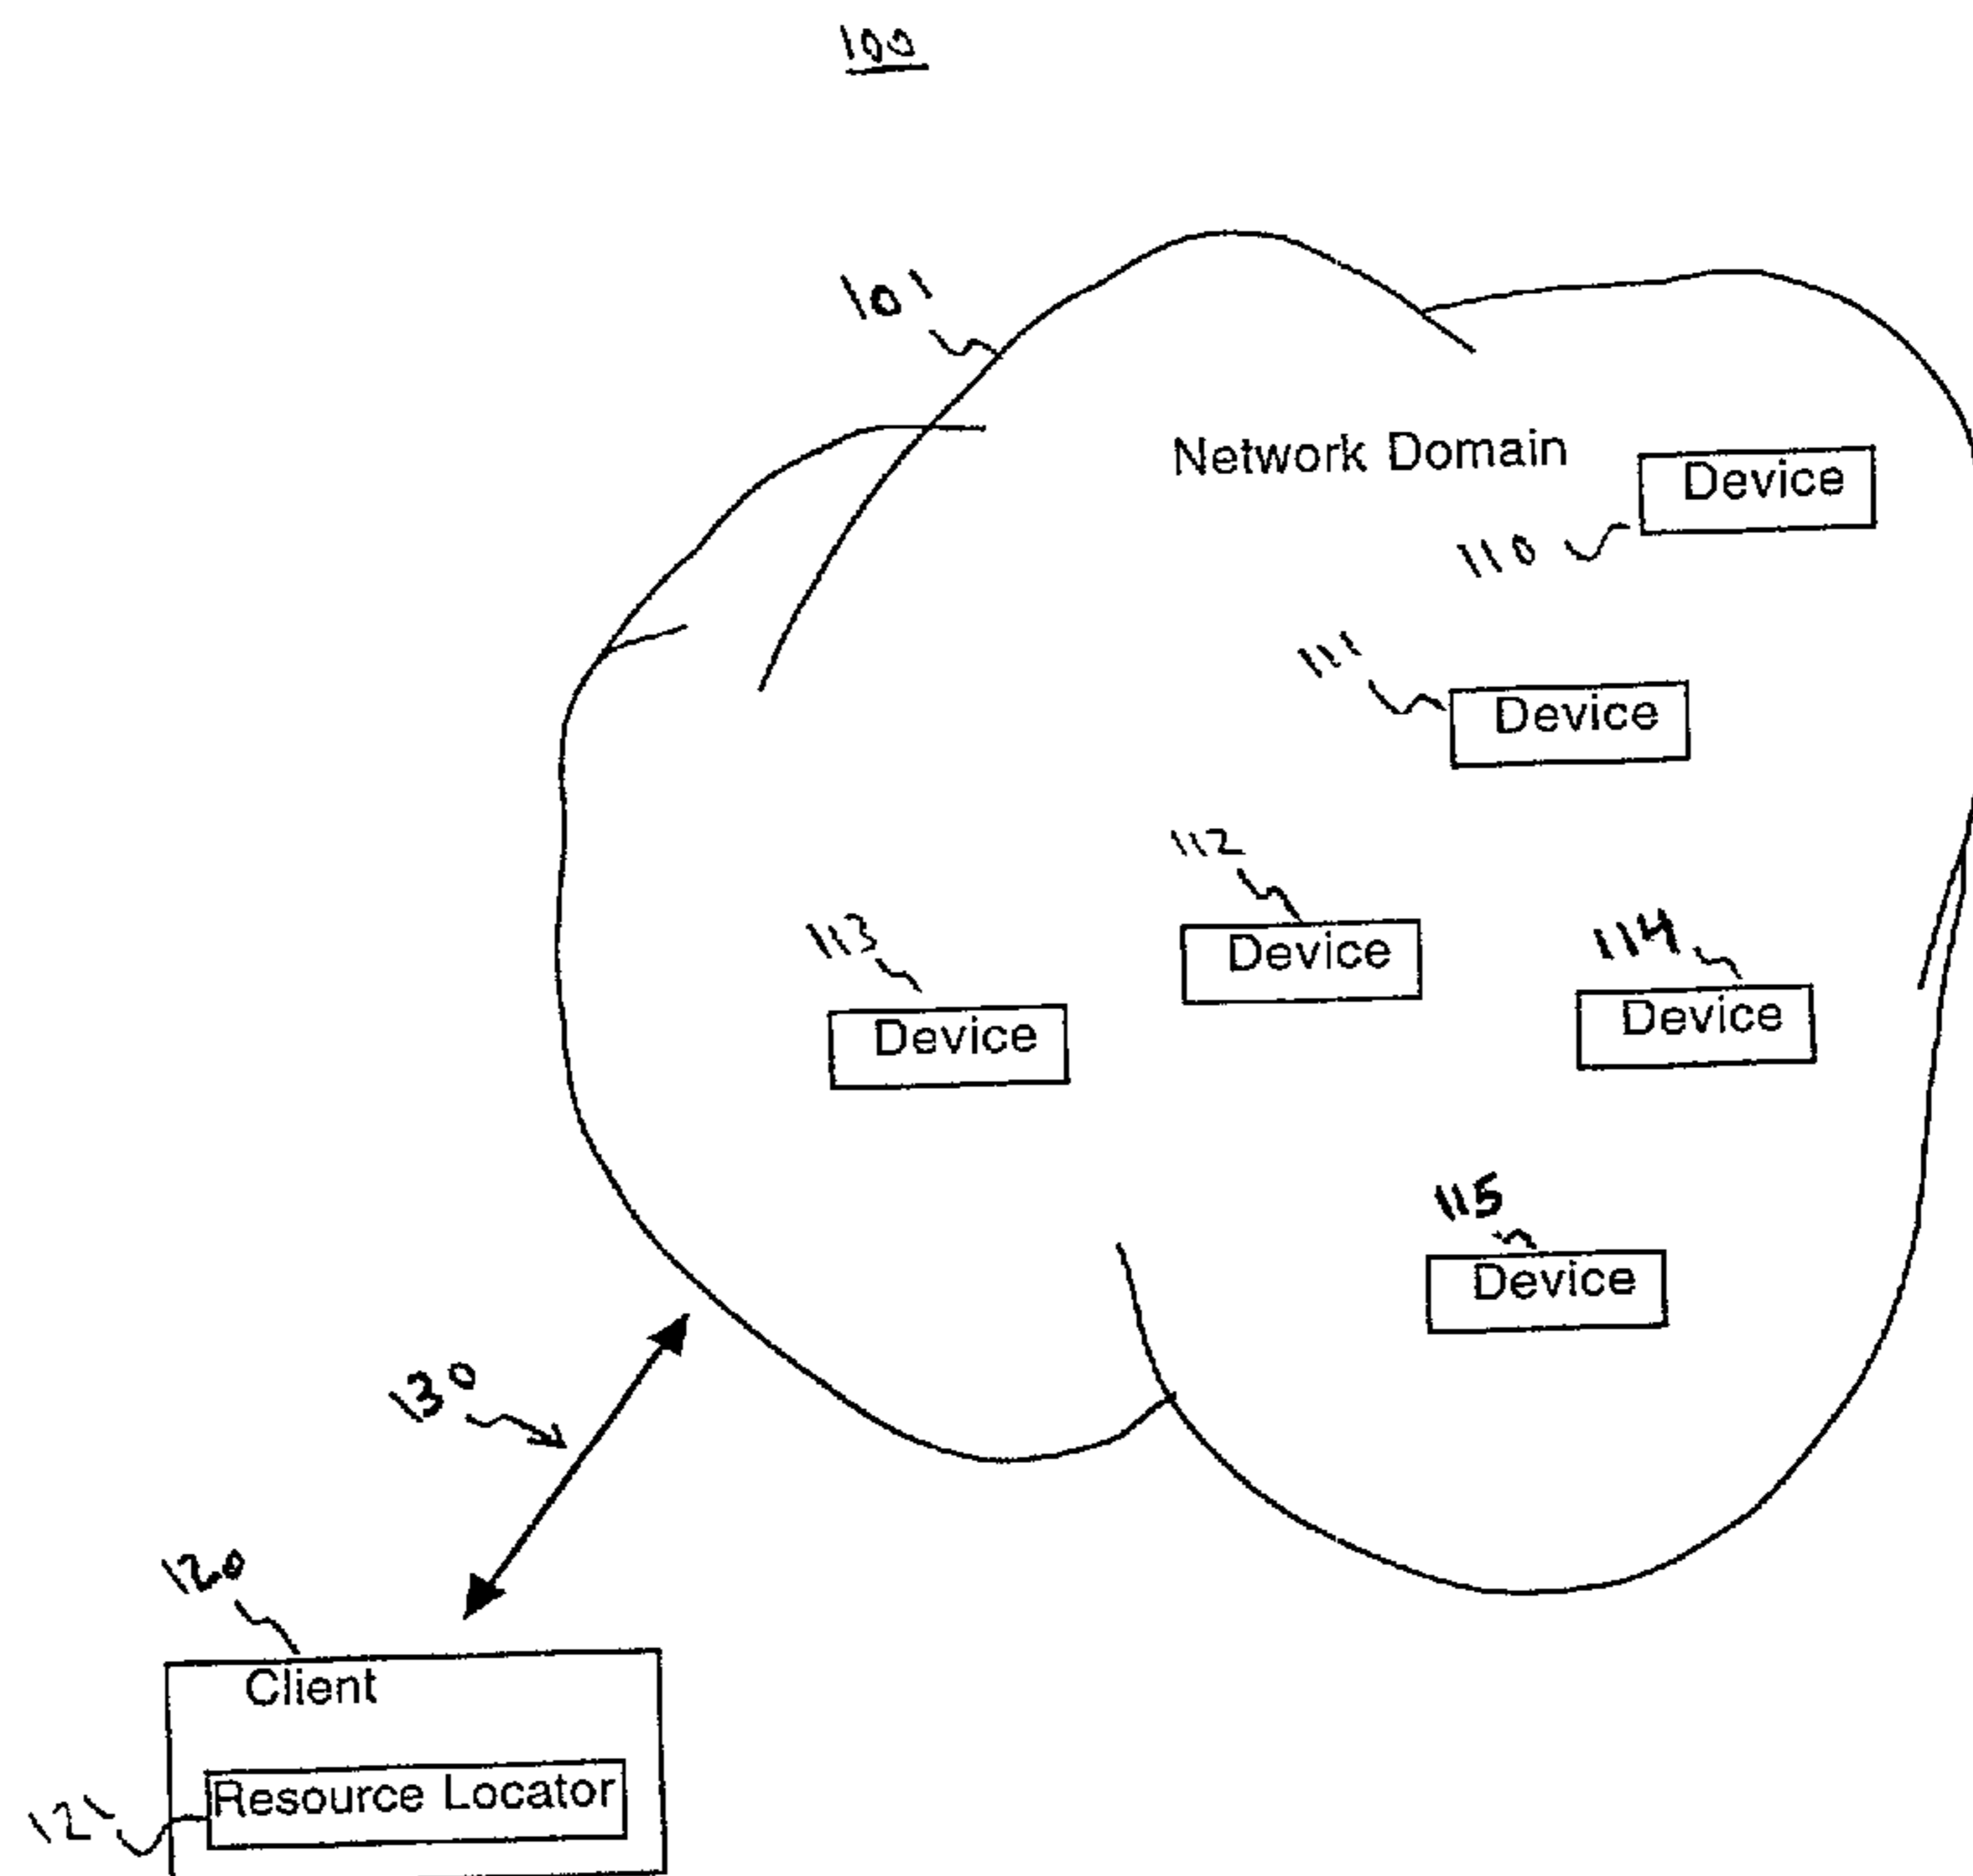 100
101
Network Domain
Device
110
111
Device
112
Device
113
Device
114
Device
115
Device
130
120
Client
Resource Locator
121